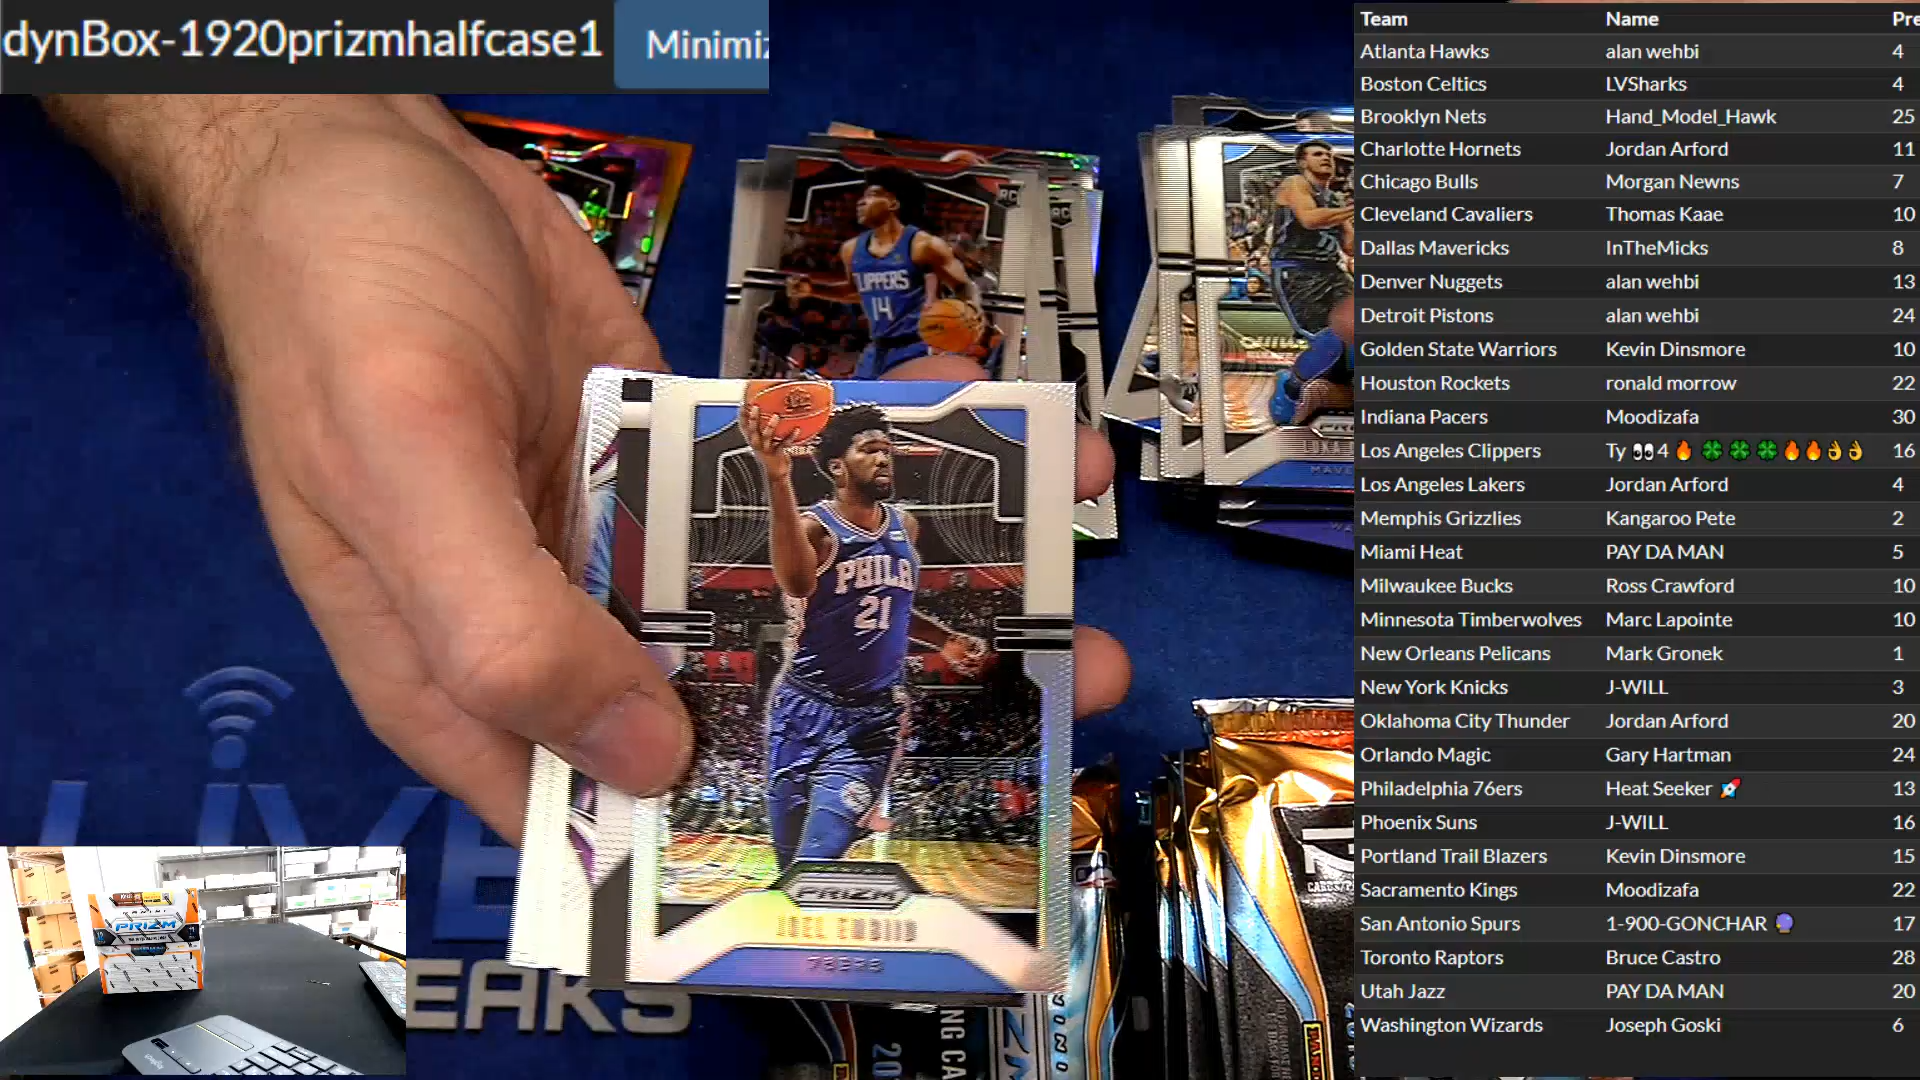 dynBox-1920prizmhalfcase1 Minimiz
Team Name Pre
Atlanta Hawks alan wehbi 4
Boston Celtics LVSharks 4
Brooklyn Nets Hand_Model_Hawk 25
Charlotte Hornets Jordan Arford 11
Chicago Bulls Morgan Newns 7
Cleveland Cavaliers Thomas Kaae 10
Dallas Mavericks InTheMicks 8
Denver Nuggets alan wehbi 13
Detroit Pistons alan wehbi 24
Golden State Warriors Kevin Dinsmore 10
Houston Rockets ronald morrow 22
Indiana Pacers Moodizafa 30
Los Angeles Clippers Ty 👀4 🔥 🍀 🍀 🍀🔥🔥👌👌 16
Los Angeles Lakers Jordan Arford 4
Memphis Grizzlies Kangaroo Pete 2
Miami Heat PAY DA MAN 5
Milwaukee Bucks Ross Crawford 10
Minnesota Timberwolves Marc Lapointe 10
New Orleans Pelicans Mark Gronek 1
New York Knicks J-WILL 3
Oklahoma City Thunder Jordan Arford 20
Orlando Magic Gary Hartman 24
Philadelphia 76ers Heat Seeker 🚀 13
Phoenix Suns J-WILL 16
Portland Trail Blazers Kevin Dinsmore 15
Sacramento Kings Moodizafa 22
San Antonio Spurs 1-900-GONCHAR 🔮 17
Toronto Raptors Bruce Castro 28
Utah Jazz PAY DA MAN 20
Washington Wizards Joseph Goski 6
RC
RC
CLIPPERS
14
PHILA
21
PRIZM
JOEL EMBIID
76ERS
LIVE
EAKS
PRIZM